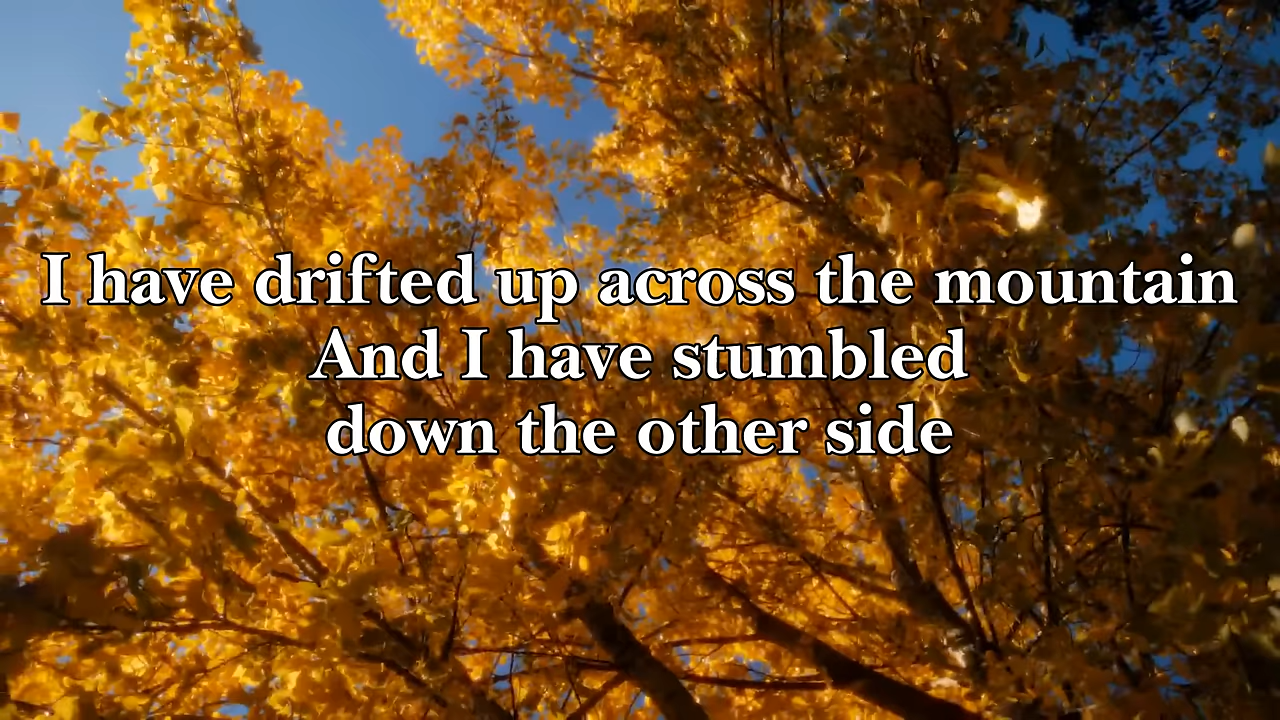 I have drifted up across the mountain
And I have stumbled
down the other side